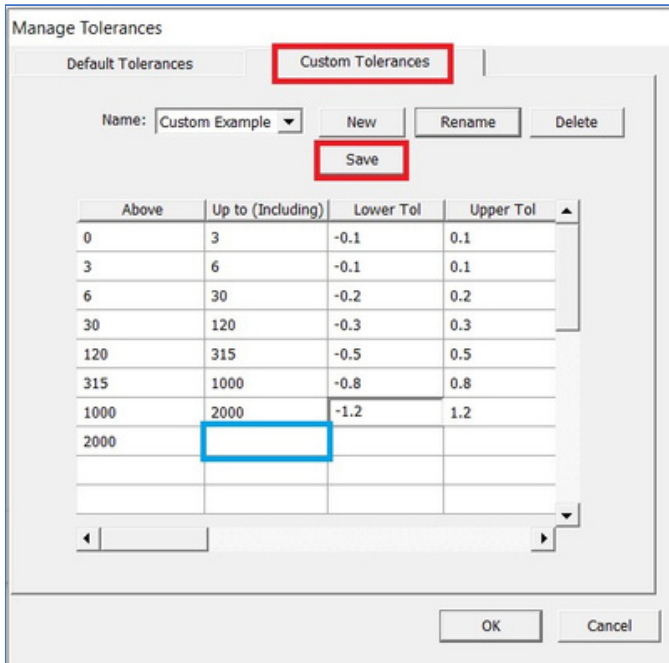 Manage Tolerances
Default Tolerances Custom Tolerances
Name: Custom Example New Rename Delete
Save
Above Up to (Including) Lower Tol Upper Tol
0 3 -0.1 0.1
3 6 -0.1 0.1
6 30 -0.2 0.2
30 120 -0.3 0.3
120 315 -0.5 0.5
315 1000 -0.8 0.8
1000 2000 -1.2 1.2
2000
OK Cancel